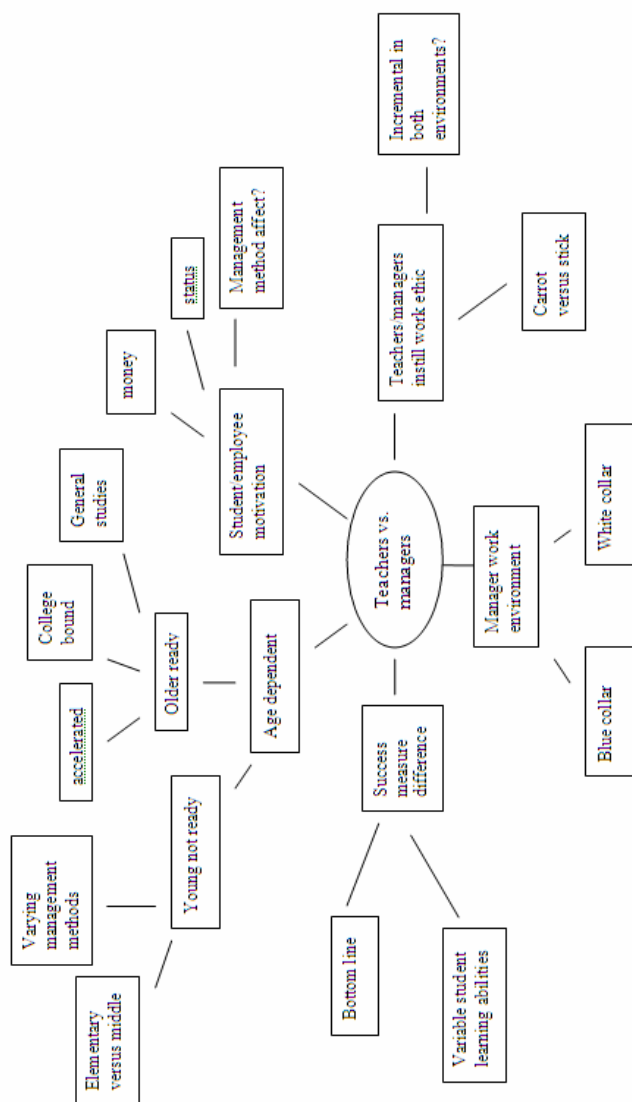 Elementary
versus middle
Varying
management
methods
accelerated
College
bound
General
studies
money
status
Young not ready
Older ready
Student/employee
motivation
Management
method affect?
Age dependent
Bottom line
Success
measure
difference
Teachers vs.
managers
Teachers/managers
instill work ethic
Incremental in
both
environments?
Variable student
learning abilities
Manager work
environment
Carrot
versus stick
Blue collar
White collar